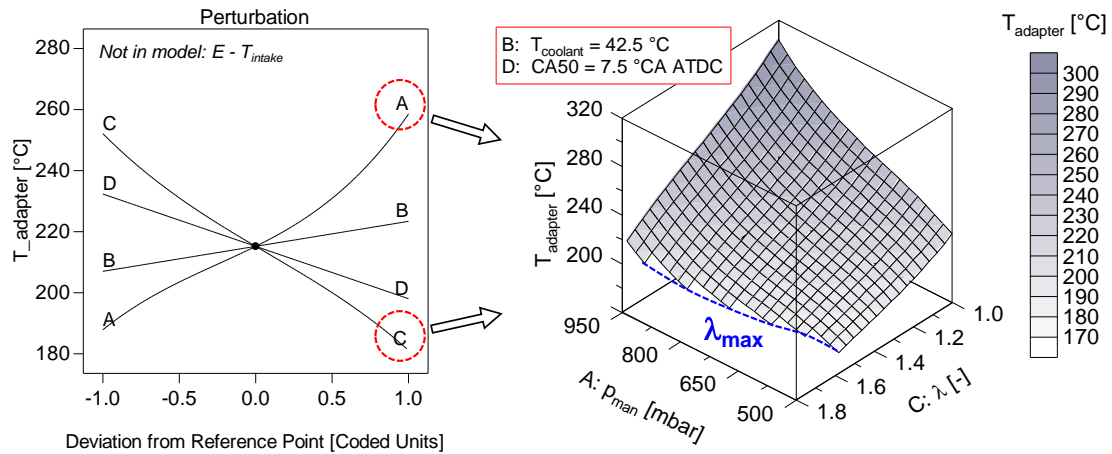 Perturbation
Not in model: E - T_intake
T_adapter [°C]
280
260
240
220
200
180
C
D
B
A
A
B
D
C
-1.0
-0.5
0.0
0.5
1.0
Deviation from Reference Point [Coded Units]
B: T_coolant = 42.5 °C
D: CA50 = 7.5 °CA ATDC
T_adapter [°C]
320
280
240
200
950
800
650
500
A: p_man [mbar]
1.8
1.6
1.4
1.2
1.0
C: λ [-]
λ_max
T_adapter [°C]
300
290
280
270
260
250
240
230
220
210
200
190
180
170